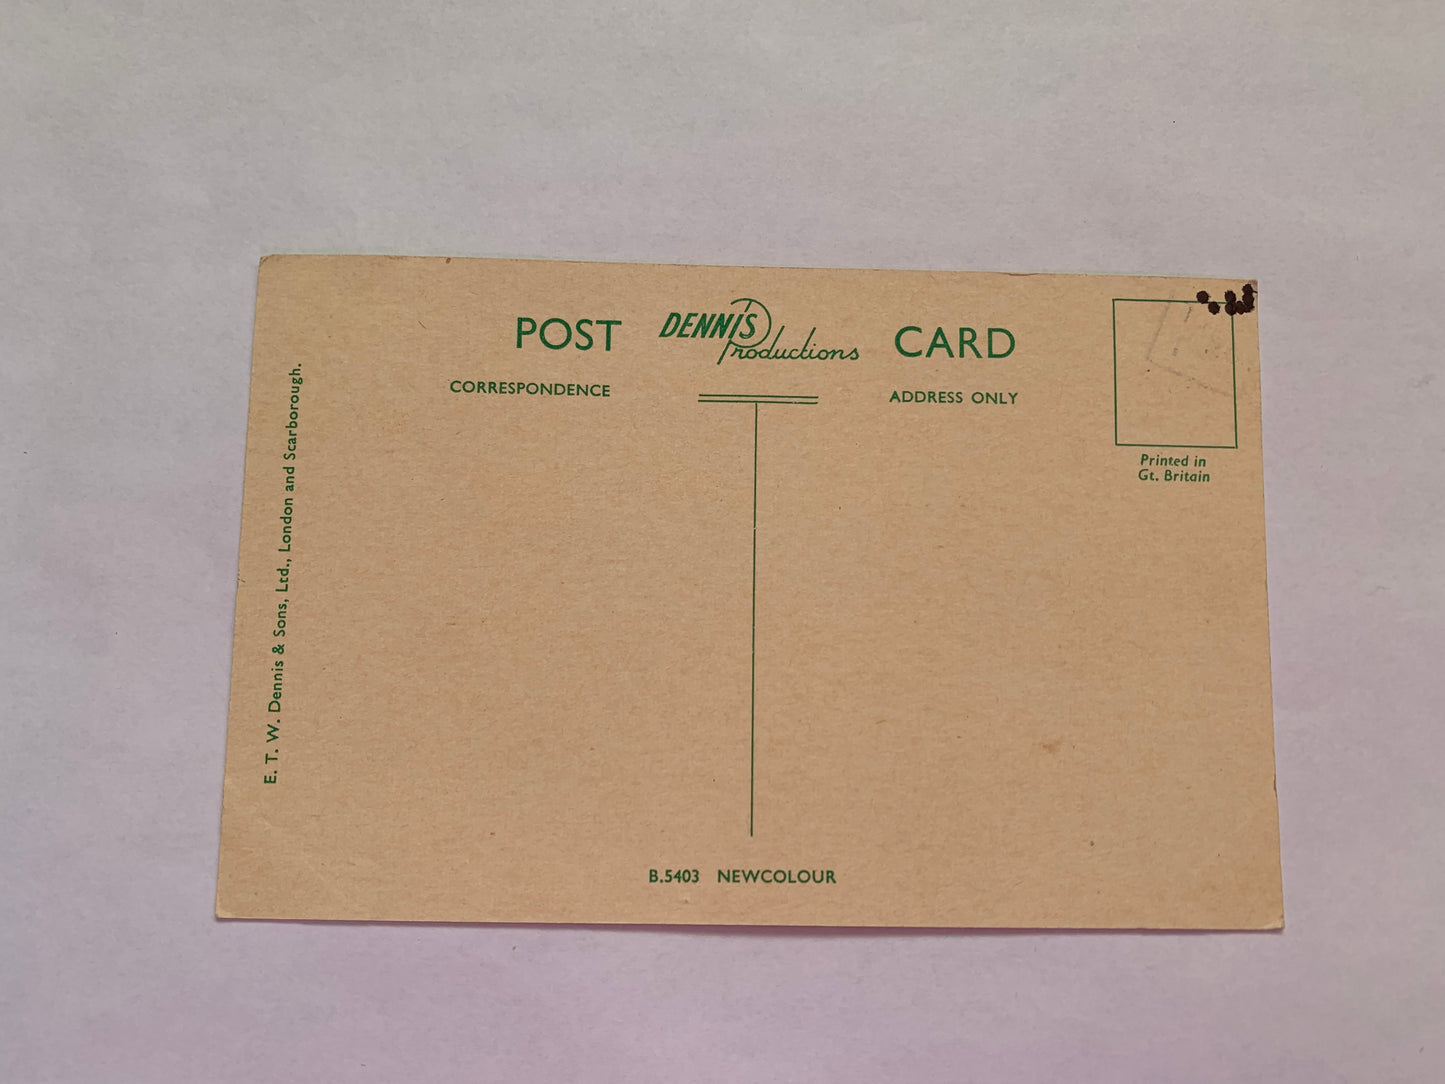 POST DENNIS Productions CARD
CORRESPONDENCE
ADDRESS ONLY
Printed in
Gt. Britain
E. T. W. Dennis & Sons, Ltd., London and Scarborough.
B.5403 NEWCOLOUR